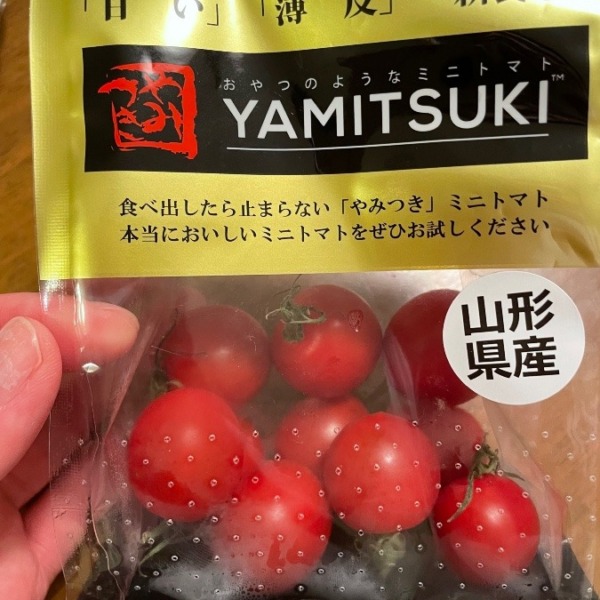 「甘い」「薄皮」
おやつのようなミニトマト
YAMITSUKI™
食べ出したら止まらない「やみつき」ミニトマト
本当においしいミニトマトをぜひお試しください
山形
県産